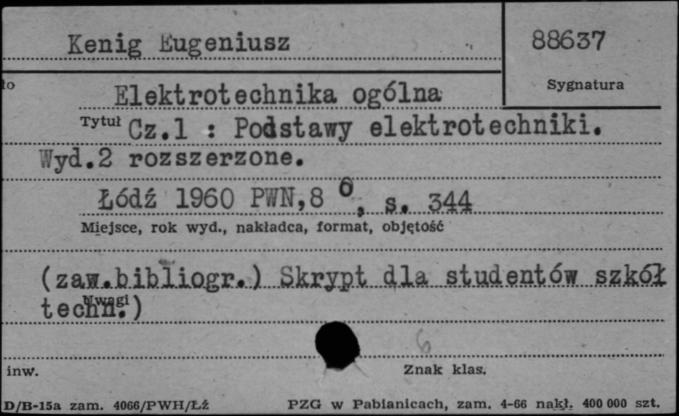 Kenig Eugeniusz
88637
Sygnatura
Elektrotechnika ogólna
Tytuł Cz.1 : Podstawy elektrotechniki.
Wyd.2 rozszerzone.
Łódź 1960 PWN,8 o, s. 344
Miejsce, rok wyd., nakładca, format, objętość
(zaw.bibliogr.) Skrypt dla studentów szkół
Uwagi
techn.)
6
inw.
Znak klas.
D/B-15a zam. 4066/PWH/Łź
PZG w Pabianicach, zam. 4-66 nakł. 400 000 szt.